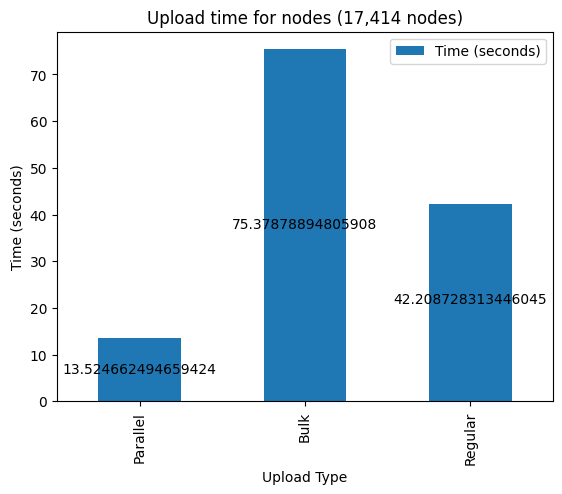 Upload time for nodes (17,414 nodes)
Time (seconds)
Time (seconds)
70
60
50
40
30
20
10
0
75.37878894805908
42.208728313446045
13.524662494659424
Parallel
Bulk
Regular
Upload Type